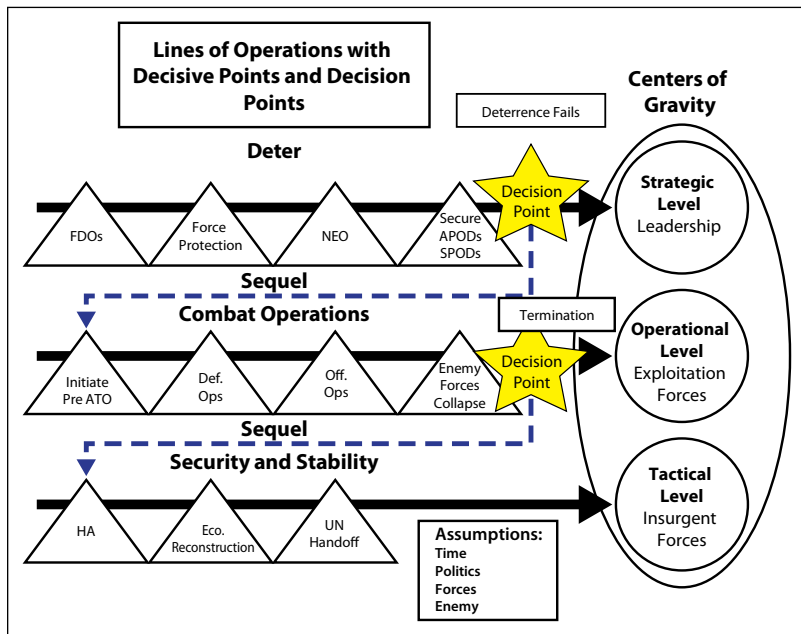 Lines of Operations with
Decisive Points and Decision
Points
Centers of
Gravity
Deterrence Fails
Deter
FDOs
Force
Protection
NEO
Secure
APODs
SPODs
Decision
Point
Strategic
Level
Leadership
Sequel
Combat Operations
Termination
Initiate
Pre ATO
Def.
Ops
Off.
Ops
Enemy
Forces
Collapse
Decision
Point
Operational
Level
Exploitation
Forces
Sequel
Security and Stability
HA
Eco.
Reconstruction
UN
Handoff
Tactical
Level
Insurgent
Forces
Assumptions:
Time
Politics
Forces
Enemy